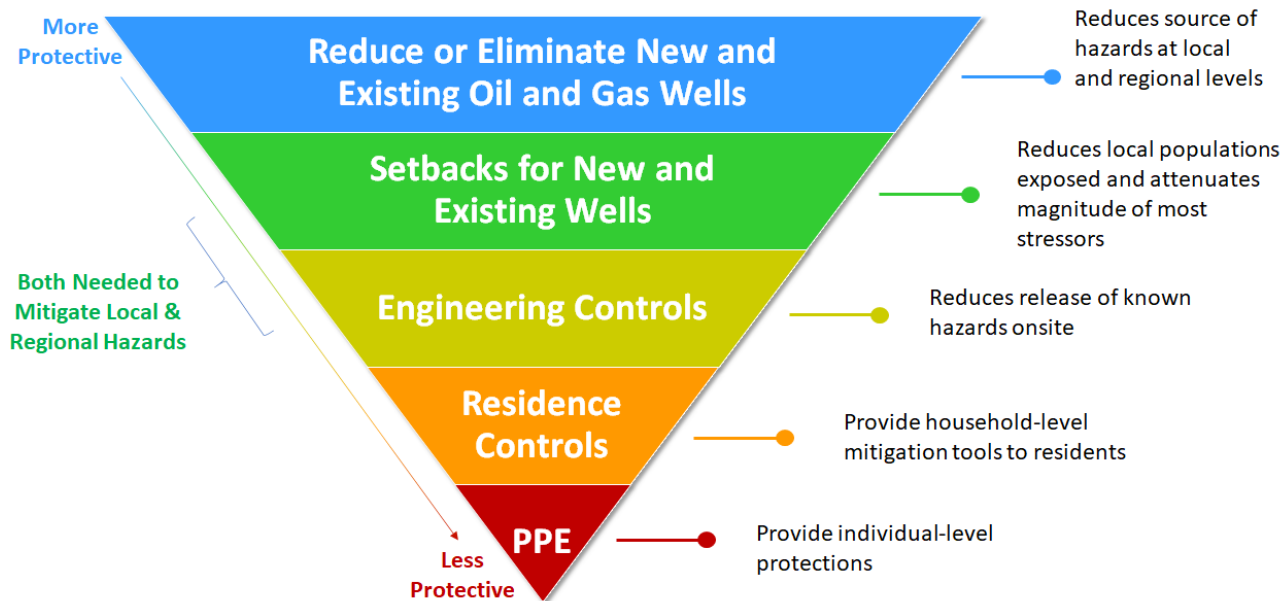 More
Protective
Reduce or Eliminate New and
Existing Oil and Gas Wells
Reduces source of
hazards at local
and regional levels
Setbacks for New and
Existing Wells
Reduces local populations
exposed and attenuates
magnitude of most
stressors
Both Needed to
Mitigate Local &
Regional Hazards
Engineering Controls
Reduces release of known
hazards onsite
Residence
Controls
Provide household-level
mitigation tools to residents
PPE
Provide individual-level
protections
Less
Protective